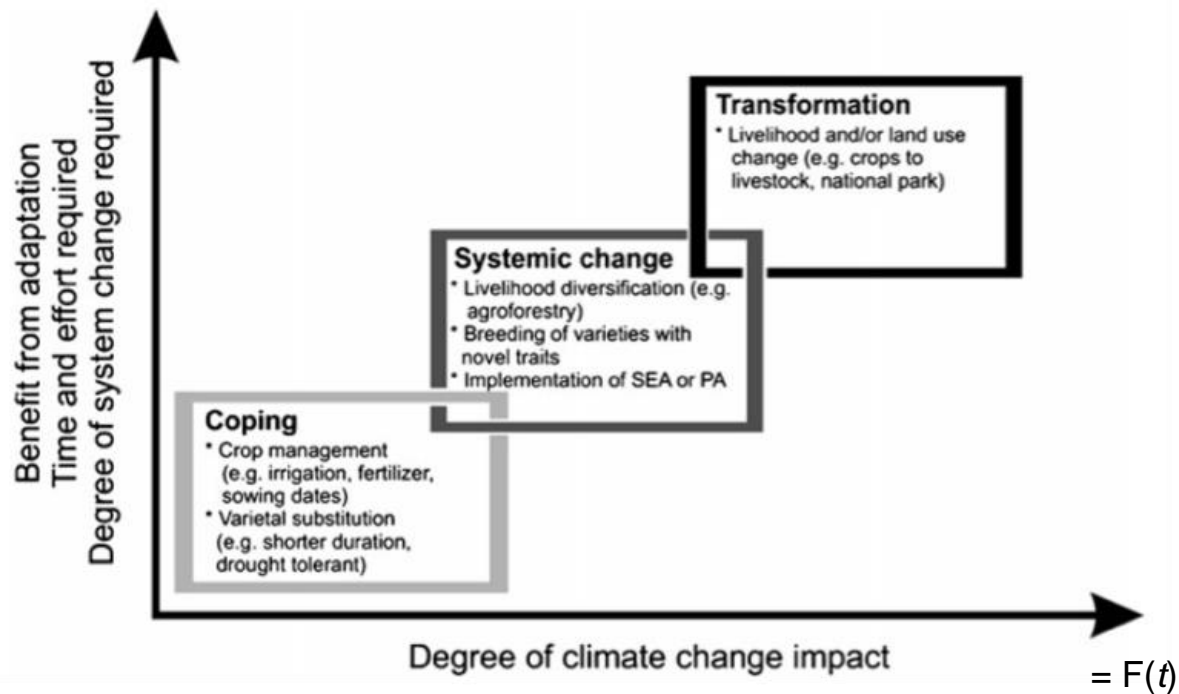 Benefit from adaptation
Time and effort required
Degree of system change required
Transformation
* Livelihood and/or land use
change (e.g. crops to
livestock, national park)
Systemic change
* Livelihood diversification (e.g.
agroforestry)
* Breeding of varieties with
novel traits
* Implementation of SEA or PA
Coping
* Crop management
(e.g. irrigation, fertilizer,
sowing dates)
* Varietal substitution
(e.g. shorter duration,
drought tolerant)
Degree of climate change impact
= F(t)